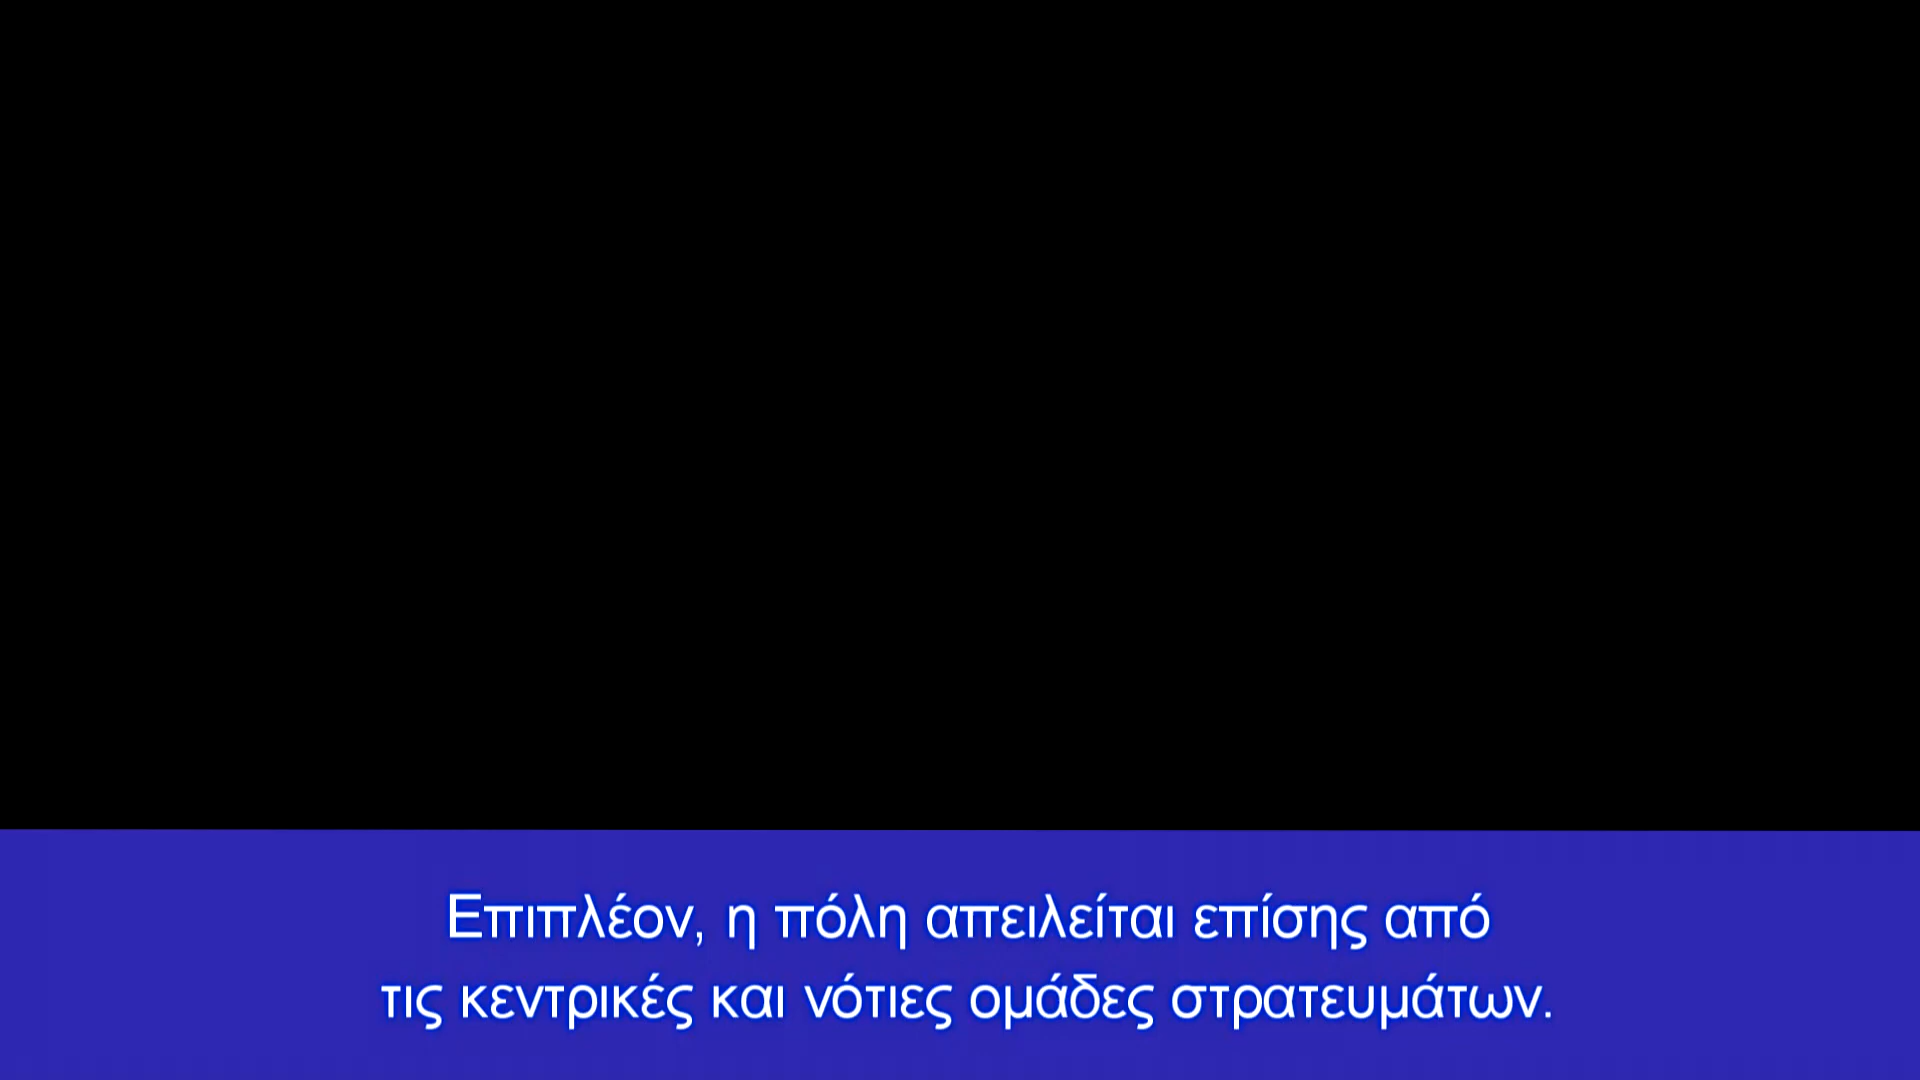 Επιπλέον, η πόλη απειλείται επίσης από
τις κεντρικές και νότιες ομάδες στρατευμάτων.